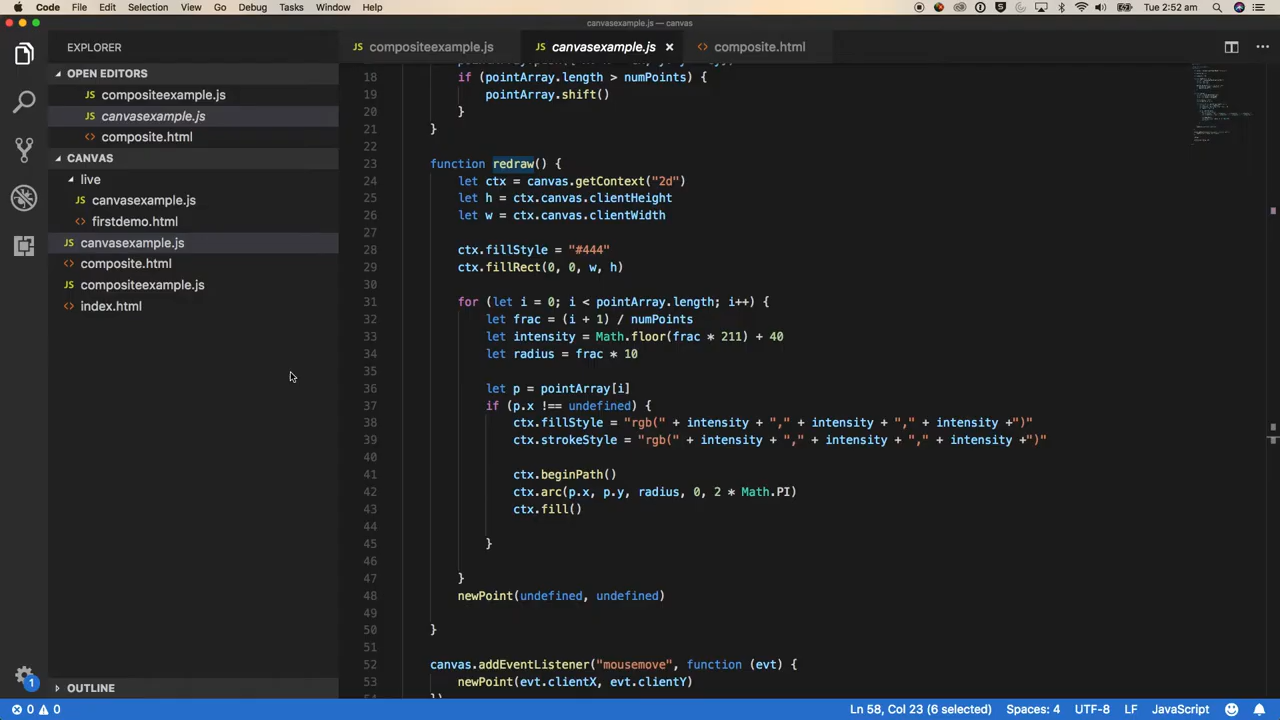 Code File Edit Selection View Go Debug Tasks Window Help
Tue 2:52 am
canvasexample.js — canvas
EXPLORER
OPEN EDITORS
compositeexample.js
canvasexample.js
composite.html
CANVAS
live
canvasexample.js
firstdemo.html
canvasexample.js
composite.html
compositeexample.js
index.html
OUTLINE
compositeexample.js canvasexample.js composite.html
18 if (pointArray.length > numPoints) {
19 pointArray.shift()
20 }
21 }
22
23 function redraw() {
24 let ctx = canvas.getContext("2d")
25 let h = ctx.canvas.clientHeight
26 let w = ctx.canvas.clientWidth
27
28 ctx.fillStyle = "#444"
29 ctx.fillRect(0, 0, w, h)
30
31 for (let i = 0; i < pointArray.length; i++) {
32 let frac = (i + 1) / numPoints
33 let intensity = Math.floor(frac * 211) + 40
34 let radius = frac * 10
35
36 let p = pointArray[i]
37 if (p.x !== undefined) {
38 ctx.fillStyle = "rgb(" + intensity + "," + intensity + "," + intensity +")"
39 ctx.strokeStyle = "rgb(" + intensity + "," + intensity + "," + intensity +")"
40
41 ctx.beginPath()
42 ctx.arc(p.x, p.y, radius, 0, 2 * Math.PI)
43 ctx.fill()
44
45 }
46
47 }
48 newPoint(undefined, undefined)
49
50 }
51
52 canvas.addEventListener("mousemove", function (evt) {
53 newPoint(evt.clientX, evt.clientY)
1
0 0 Ln 58, Col 23 (6 selected) Spaces: 4 UTF-8 LF JavaScript